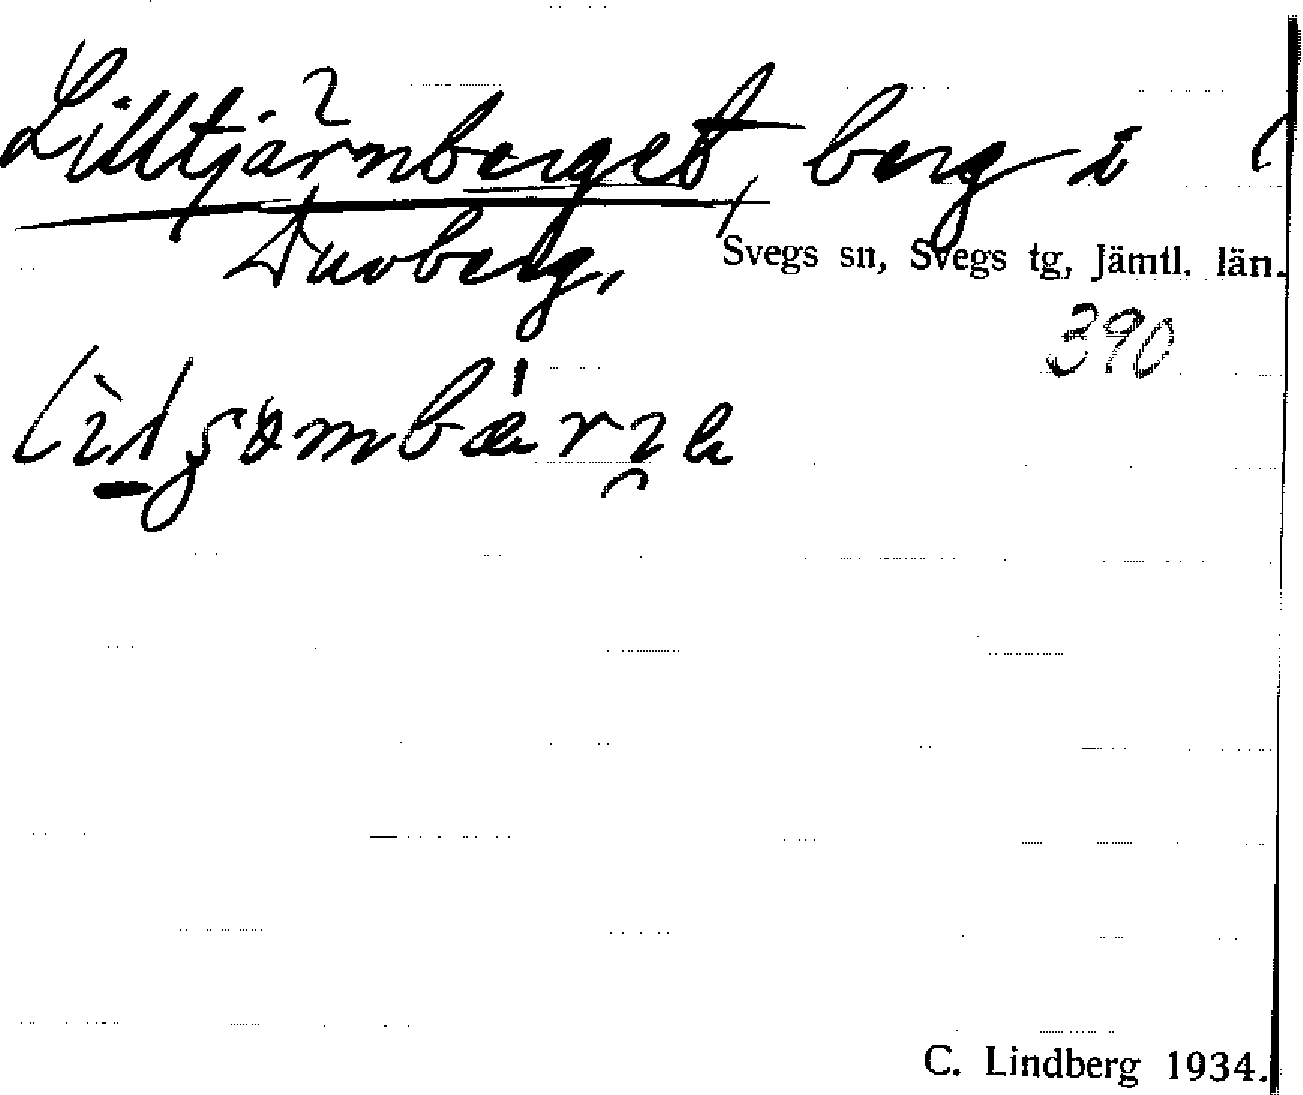 Lilltjärnberget, berg i
Duvberg, Svegs sn, Svegs tg, Jämtl. län.
390
C. Lindberg 1934.